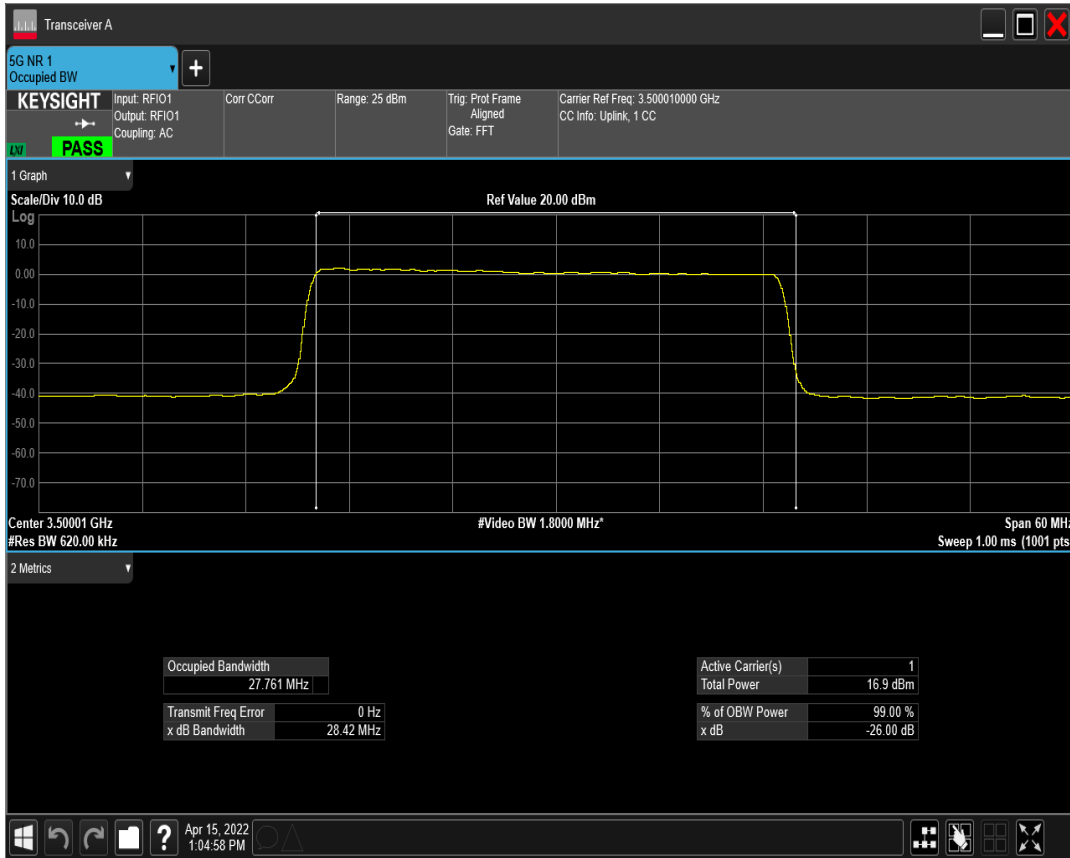 Transceiver A
5G NR 1
Occupied BW
+
KEYSIGHT
LXI
PASS
Input: RFIO1
Output: RFIO1
Coupling: AC
Corr CCorr
Range: 25 dBm
Trig: Prot Frame
Aligned
Gate: FFT
Carrier Ref Freq: 3.500010000 GHz
CC Info: Uplink, 1 CC
1 Graph
Scale/Div 10.0 dB
Ref Value 20.00 dBm
Log
10.0
0.00
-10.0
-20.0
-30.0
-40.0
-50.0
-60.0
-70.0
Center 3.50001 GHz
#Video BW 1.8000 MHz*
Span 60 MHz
#Res BW 620.00 kHz
Sweep 1.00 ms (1001 pts
2 Metrics
Occupied Bandwidth
27.761 MHz
Transmit Freq Error 0 Hz
x dB Bandwidth 28.42 MHz
Active Carrier(s) 1
Total Power 16.9 dBm
% of OBW Power 99.00 %
x dB -26.00 dB
?
Apr 15, 2022
1:04:58 PM